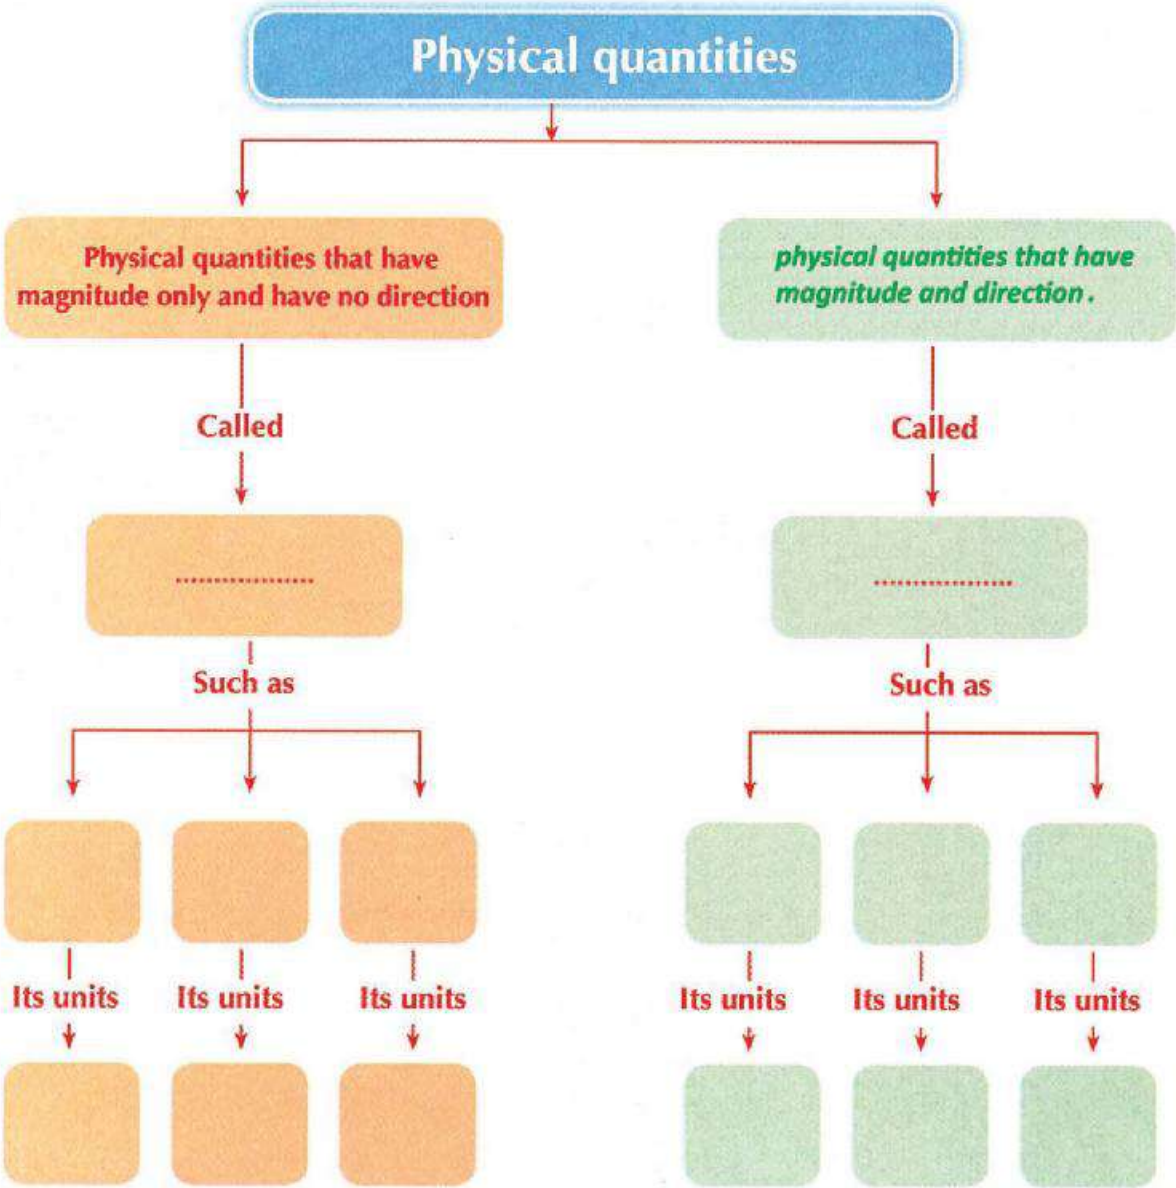 Physical quantities
Physical quantities that have
magnitude only and have no direction
physical quantities that have
magnitude and direction.
Called
Called
..................
..................
Such as
Such as
Its units
Its units
Its units
Its units
Its units
Its units